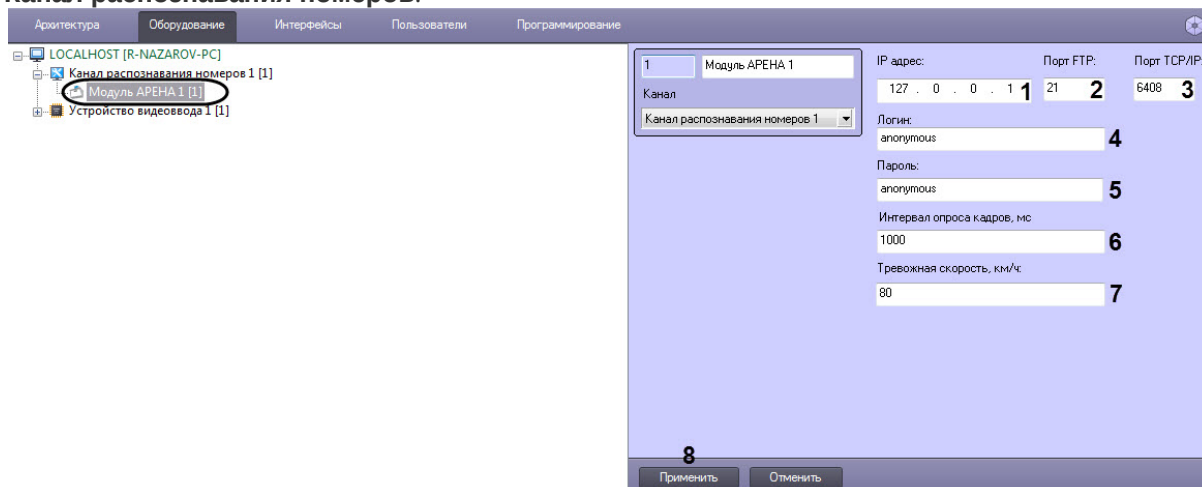 Канал распознавания номеров.
Архитектура Оборудование Интерфейсы Пользователи Программирование
LOCALHOST [R-NAZAROV-PC]
Канал распознавания номеров 1 [1]
Модуль АРЕНА 1 [1]
Устройство видеоввода 1 [1]
1 Модуль АРЕНА 1
Канал
Канал распознавания номеров 1
IP адрес: Порт FTP: Порт TCP/IP:
127 . 0 . 0 . 1 1 21 2 6408 3
Логин:
anonymous 4
Пароль:
anonymous 5
Интервал опроса кадров, мс
1000 6
Тревожная скорость, км/ч:
80 7
8
Применить Отменить